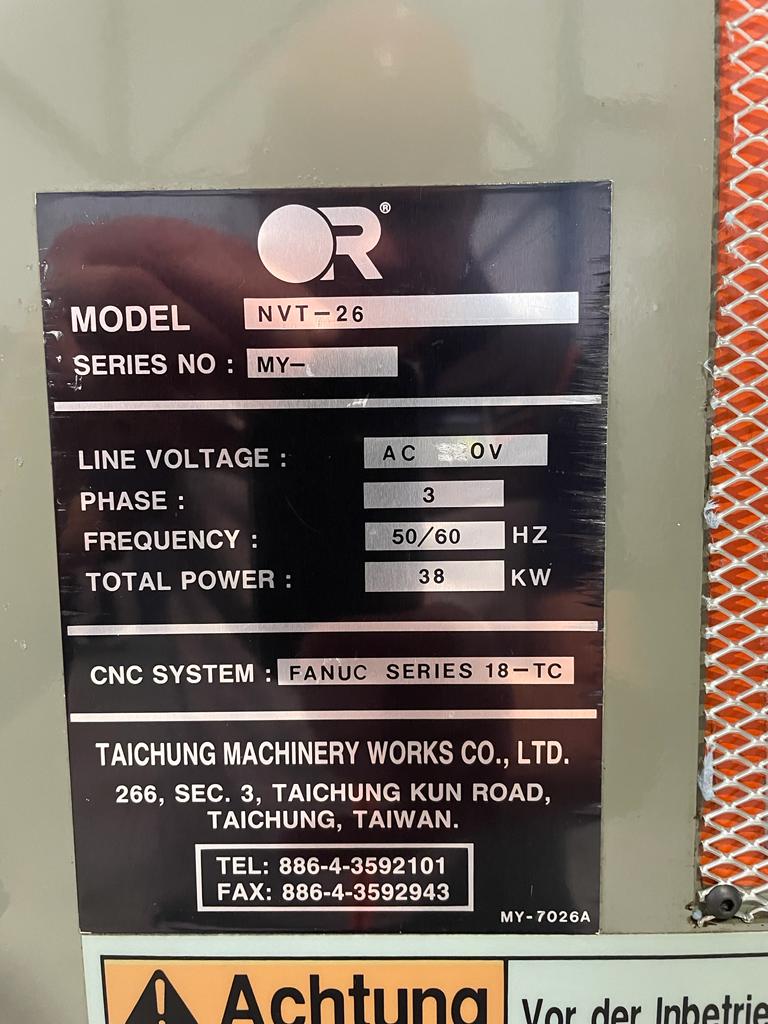 R®
MODEL NVT-26
SERIES NO : MY-
LINE VOLTAGE : AC 0V
PHASE : 3
FREQUENCY : 50/60 HZ
TOTAL POWER : 38 KW
CNC SYSTEM : FANUC SERIES 18-TC
TAICHUNG MACHINERY WORKS CO., LTD.
266, SEC. 3, TAICHUNG KUN ROAD,
TAICHUNG, TAIWAN.
TEL: 886-4-3592101
FAX: 886-4-3592943
MY-7026A
Achtung
Vor der Inbetrie